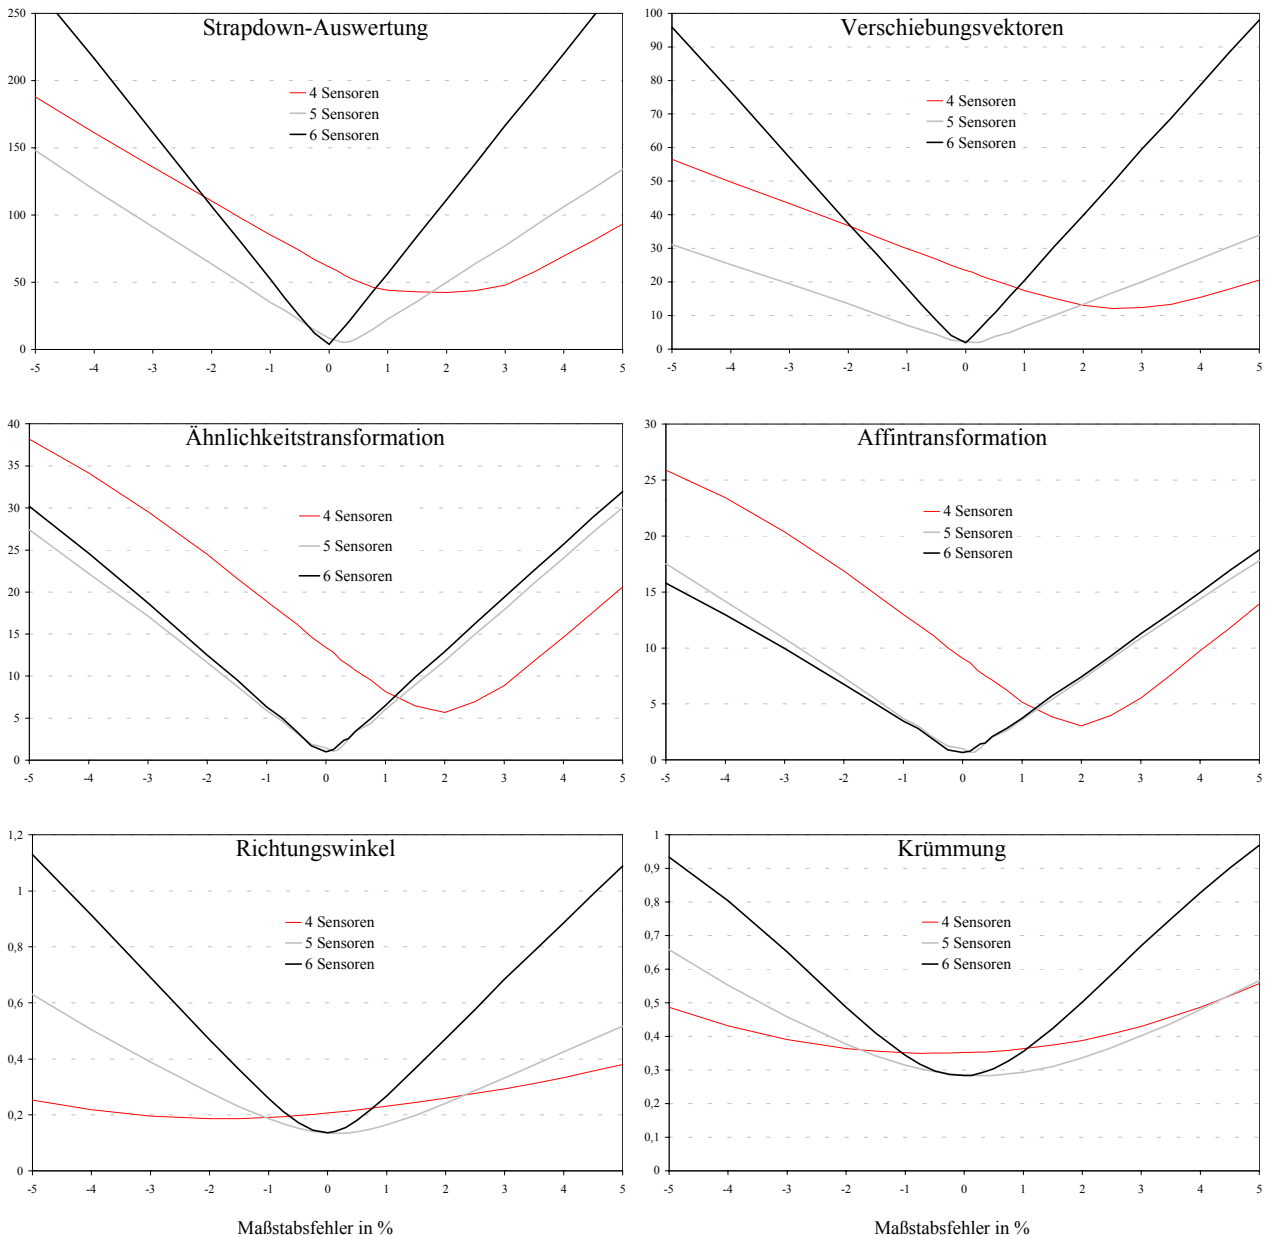 Strapdown-Auswertung
250
200
150
100
50
0
4 Sensoren
5 Sensoren
6 Sensoren
-5 -4 -3 -2 -1 0 1 2 3 4 5
Verschiebungsvektoren
100
90
80
70
60
50
40
30
20
10
0
4 Sensoren
5 Sensoren
6 Sensoren
-5 -4 -3 -2 -1 0 1 2 3 4 5
Ähnlichkeitstransformation
40
35
30
25
20
15
10
5
0
4 Sensoren
5 Sensoren
6 Sensoren
-5 -4 -3 -2 -1 0 1 2 3 4 5
Affintransformation
30
25
20
15
10
5
0
4 Sensoren
5 Sensoren
6 Sensoren
-5 -4 -3 -2 -1 0 1 2 3 4 5
Richtungswinkel
1,2
1
0,8
0,6
0,4
0,2
0
4 Sensoren
5 Sensoren
6 Sensoren
-5 -4 -3 -2 -1 0 1 2 3 4 5
Maßstabsfehler in %
Krümmung
1
0,9
0,8
0,7
0,6
0,5
0,4
0,3
0,2
0,1
0
4 Sensoren
5 Sensoren
6 Sensoren
-5 -4 -3 -2 -1 0 1 2 3 4 5
Maßstabsfehler in %